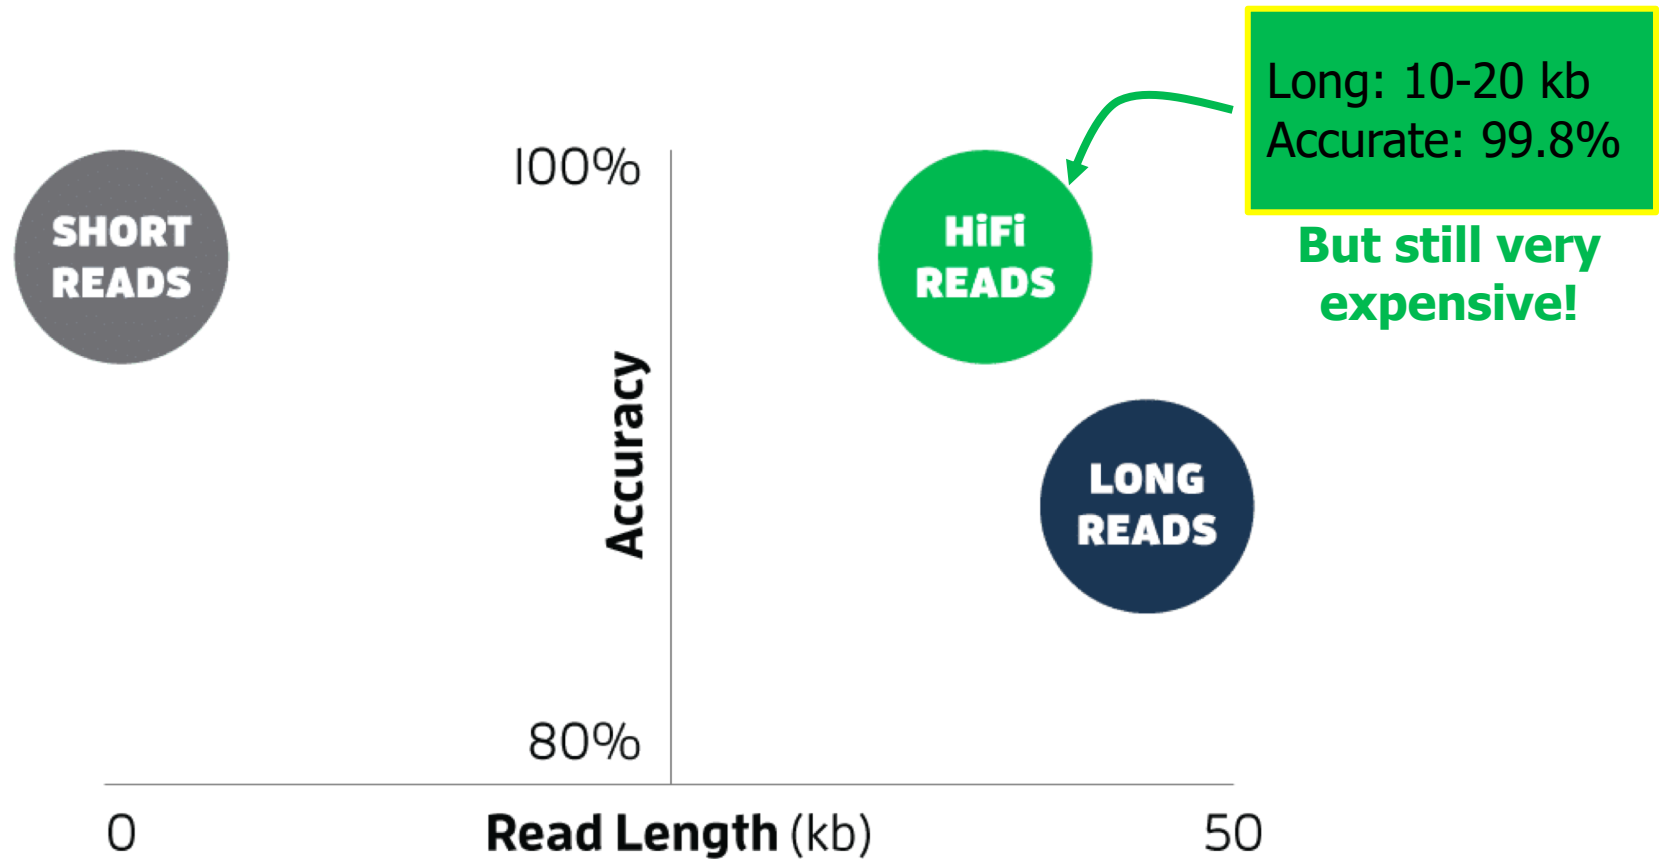 Long: 10-20 kb
Accurate: 99.8%
But still very
expensive!
100%
SHORT
READS
HiFi
READS
Accuracy
LONG
READS
80%
0
Read Length (kb)
50